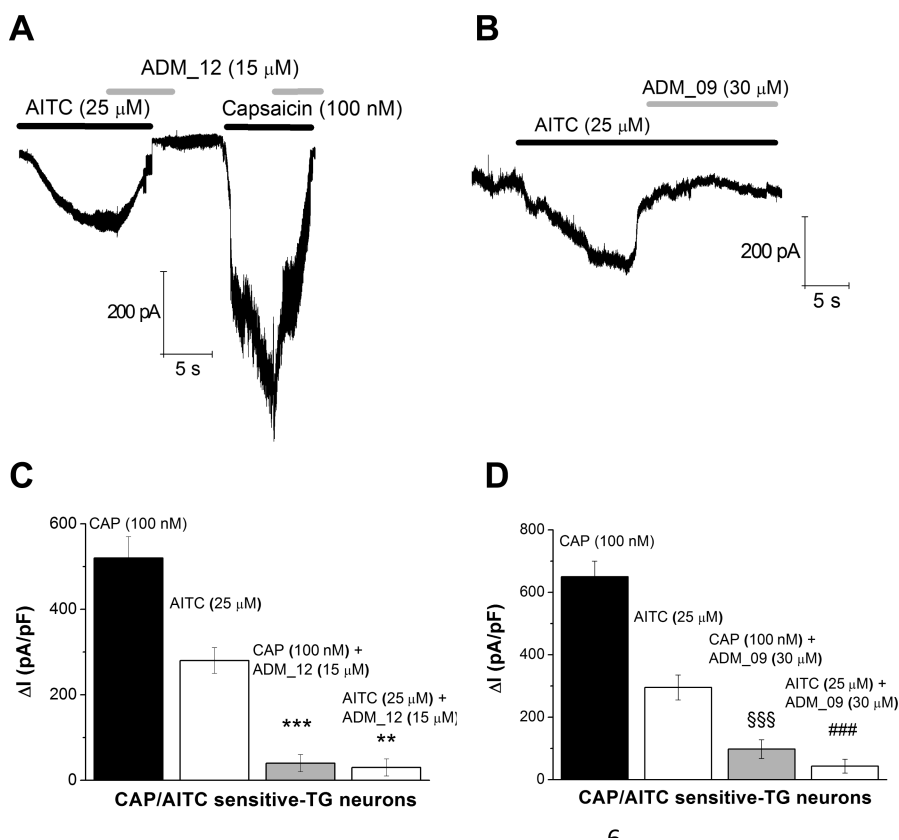 A
ADM_12 (15 μM)
AITC (25 μM)
Capsaicin (100 nM)
200 pA
5 s
B
ADM_09 (30 μM)
AITC (25 μM)
200 pA
5 s
C
600
400
200
0
ΔI (pA/pF)
CAP (100 nM)
AITC (25 μM)
CAP (100 nM) +
ADM_12 (15 μM)
***
AITC (25 μM) +
ADM_12 (15 μM)
**
CAP/AITC sensitive-TG neurons
D
800
600
400
200
0
ΔI (pA/pF)
CAP (100 nM)
AITC (25 μM)
CAP (100 nM) +
ADM_09 (30 μM)
§§§
AITC (25 μM) +
ADM_09 (30 μM)
###
CAP/AITC sensitive-TG neurons